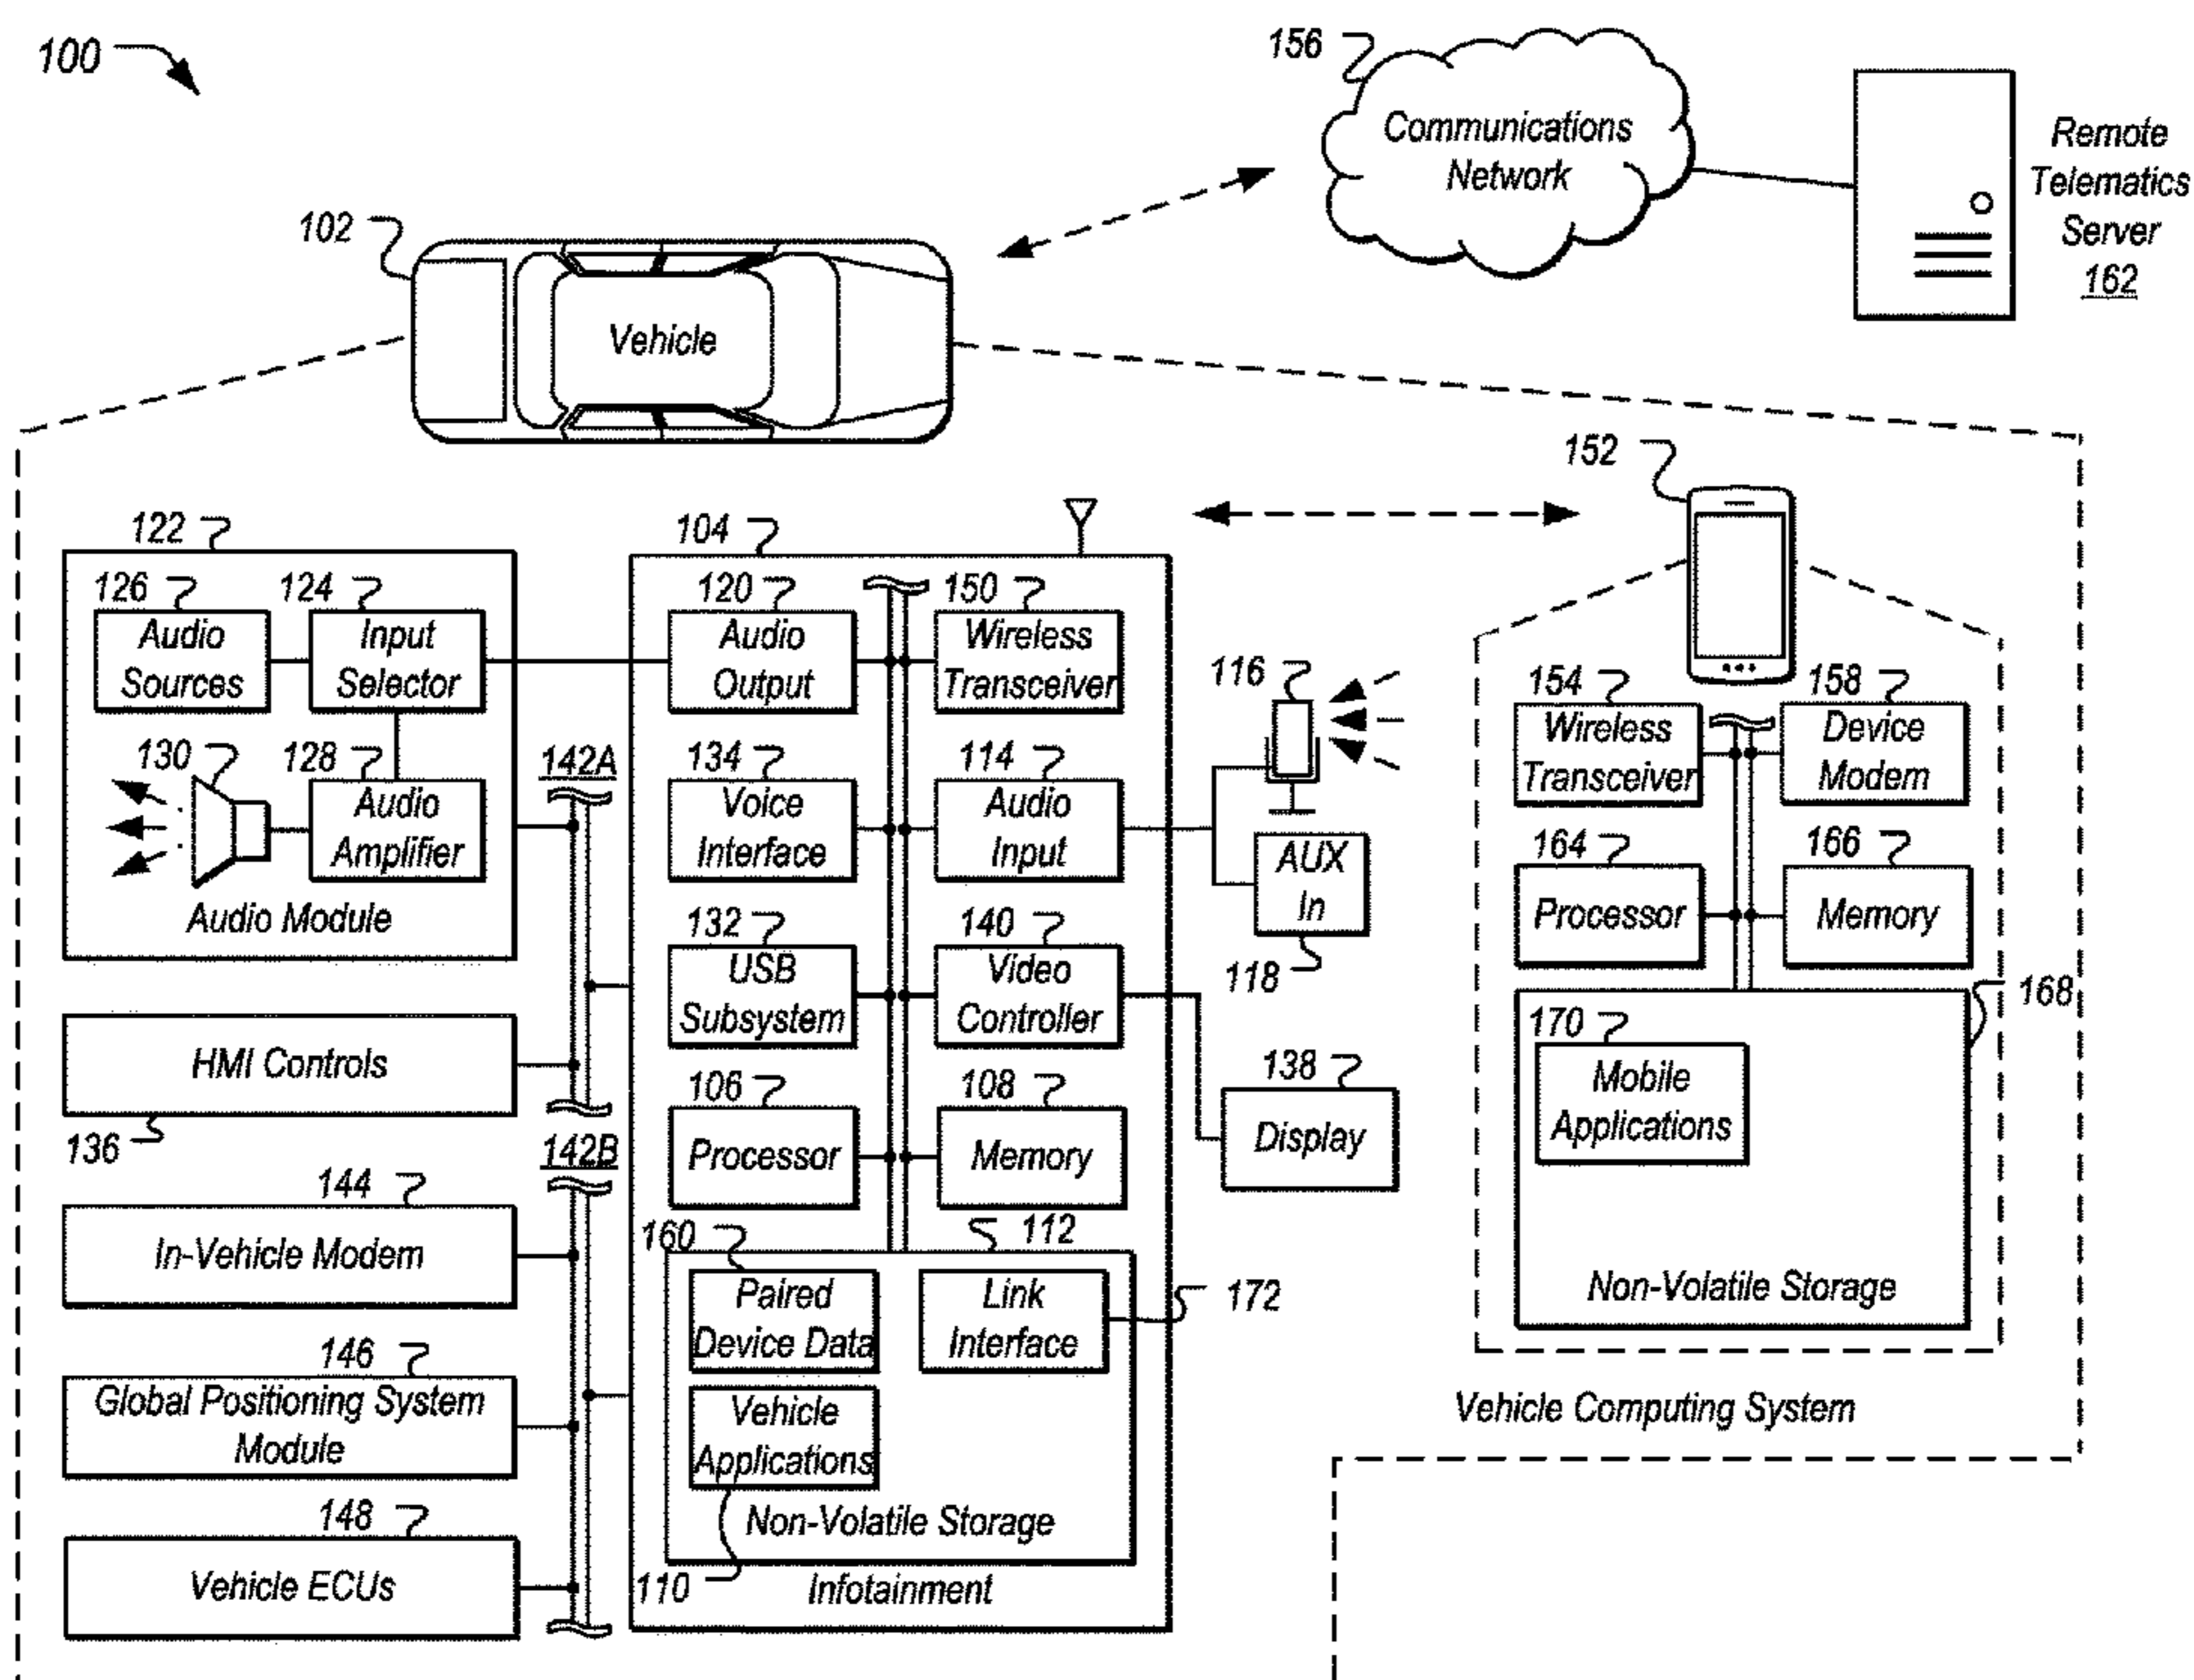 100
156
Communications
Network
Remote
Telematics
Server
162
102
Vehicle
152
122
126
124
Audio
Sources
Input
Selector
130
128
Audio
Amplifier
Audio Module
142A
HMI Controls
136
142B
144
In-Vehicle Modem
146
Global Positioning System
Module
148
Vehicle ECUs
104
120
150
Audio
Output
Wireless
Transceiver
134
114
Voice
Interface
Audio
Input
132
140
USB
Subsystem
Video
Controller
106
108
Processor
Memory
160
112
Paired
Device Data
Link
Interface
172
Vehicle
Applications
Non-Volatile Storage
110
Infotainment
116
AUX
In
118
138
Display
154
158
Wireless
Transceiver
Device
Modem
164
166
Processor
Memory
168
170
Mobile
Applications
Non-Volatile Storage
Vehicle Computing System